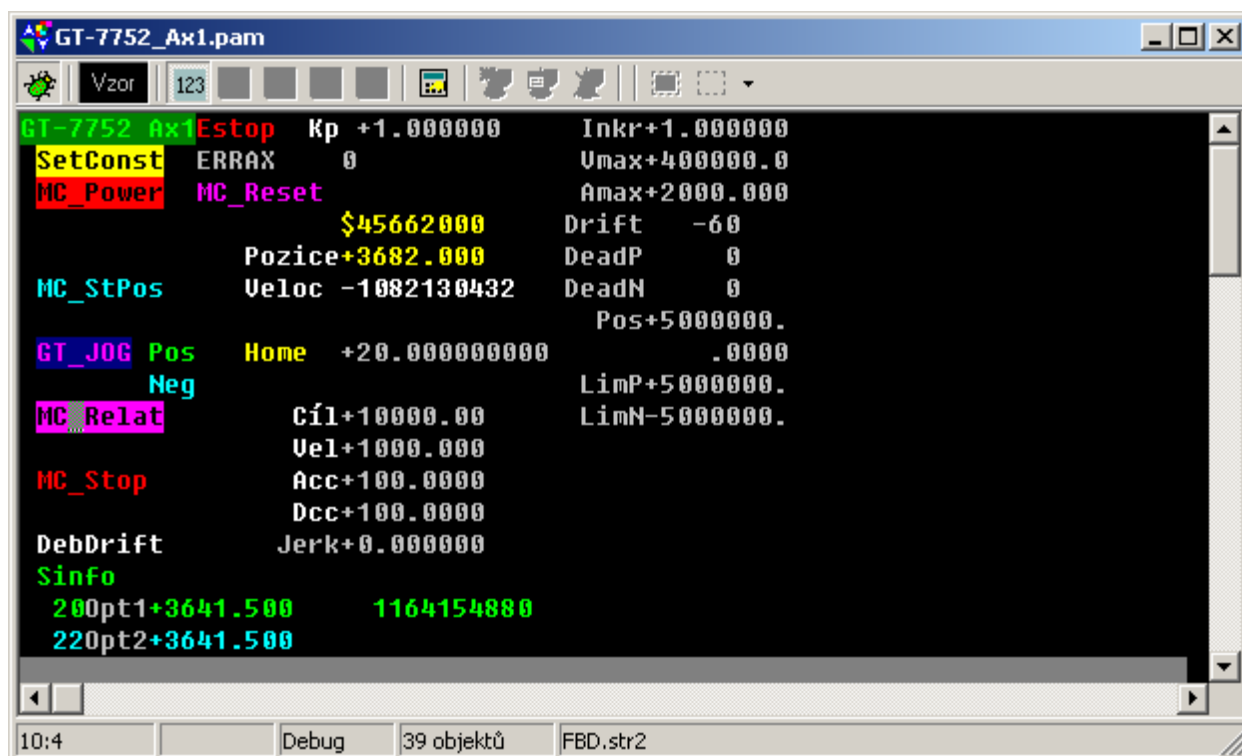 GT-7752_Ax1.pam
Vzor 123
GT-7752 Ax1Estop Kp +1.000000 Inkr+1.000000
SetConst ERRAX 0 Vmax+400000.0
MC_Power MC_Reset Amax+2000.000
$45662000 Drift -60
Pozice+3682.000 DeadP 0
MC_StPos Veloc -1082130432 DeadN 0
Pos+5000000.
GT_JOG Pos Home +20.000000000 .0000
Neg LimP+5000000.
MC_Relat Cíl+10000.00 LimN-5000000.
Vel+1000.000
MC_Stop Acc+100.0000
Dcc+100.0000
DebDrift Jerk+0.000000
Sinfo
20Opt1+3641.500 1164154880
22Opt2+3641.500
10:4 Debug 39 objektů FBD.str2